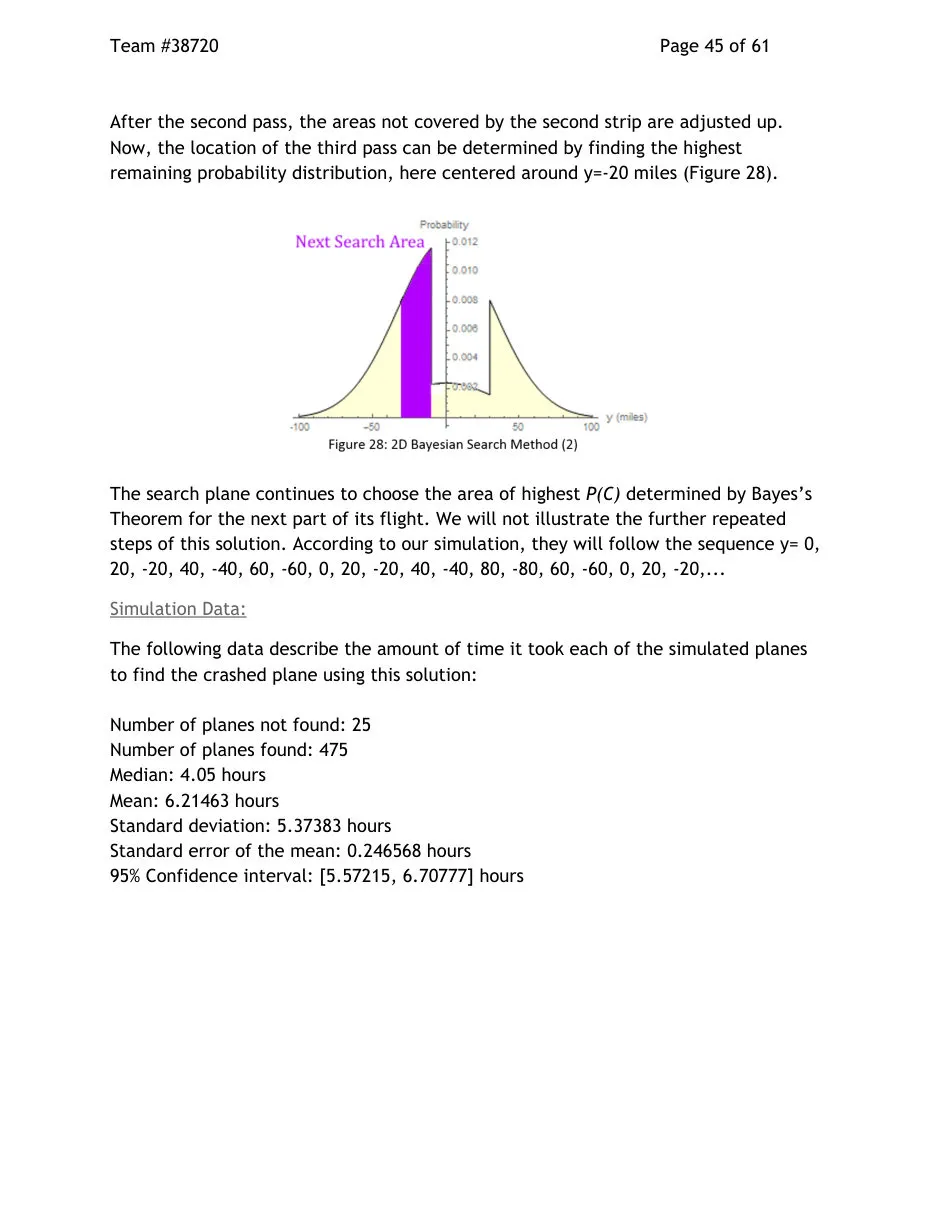 Team #38720 Page 45 of 61
After the second pass, the areas not covered by the second strip are adjusted up.
Now, the location of the third pass can be determined by finding the highest
remaining probability distribution, here centered around y=-20 miles (Figure 28).
Probability
Next Search Area
0.012
0.010
0.008
0.006
0.004
0.002
-100 -50 50 100 y (miles)
Figure 28: 2D Bayesian Search Method (2)
The search plane continues to choose the area of highest P(C) determined by Bayes’s
Theorem for the next part of its flight. We will not illustrate the further repeated
steps of this solution. According to our simulation, they will follow the sequence y= 0,
20, -20, 40, -40, 60, -60, 0, 20, -20, 40, -40, 80, -80, 60, -60, 0, 20, -20,...
Simulation Data:
The following data describe the amount of time it took each of the simulated planes
to find the crashed plane using this solution:
Number of planes not found: 25
Number of planes found: 475
Median: 4.05 hours
Mean: 6.21463 hours
Standard deviation: 5.37383 hours
Standard error of the mean: 0.246568 hours
95% Confidence interval: [5.57215, 6.70777] hours